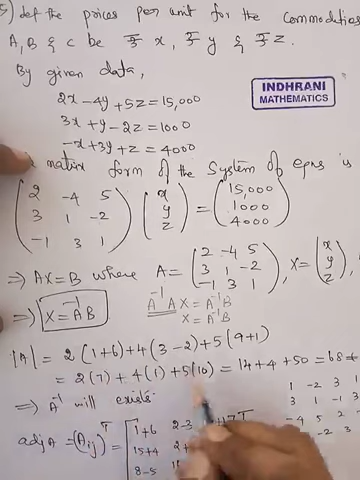 5) Let the prices per unit for the Commodities
A, B & C be ₹ x, ₹ y & ₹ z.
By given data,
INDHRANI
MATHEMATICS
2x -4y +5z = 15,000
3x + y - 2z = 1000
-x +3y + z = 4000
matrix form of the System of eqns is
(2 -4 5) (x) = (15,000)
(3 1 -2) (y) (1000)
(-1 3 1) (z) (4000)
⇒ AX=B where A= (2 -4 5; 3 1 -2; -1 3 1), X= (x; y; z),
⇒ X = A⁻¹B
A⁻¹A X = A⁻¹B
X = A⁻¹B
|A| = 2(1+6) +4(3-2) +5(9+1)
= 2(7) + 4(1) +5(10) = 14 +4 +50 = 68 ≠
⇒ A⁻¹ will exists.
1 -2 3 1
3 1 -1 3
-4 5 2
-2 3
adj A = (Aij)ᵀ = [1+6 2-3
15+4 2+
8-5